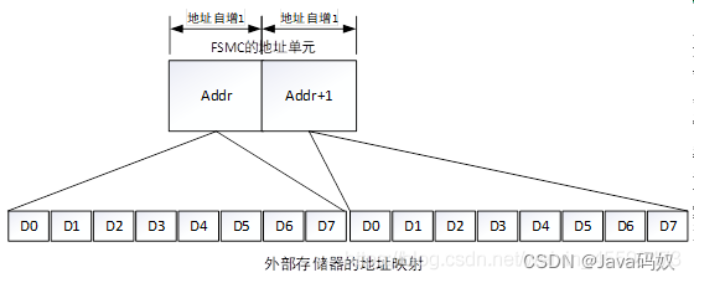 地址自增1 地址自增1
FSMC的地址单元
Addr Addr+1
D0 D1 D2 D3 D4 D5 D6 D7 D0 D1 D2 D3 D4 D5 D6 D7
外部存储器的地址映射
CSDN @Java码奴